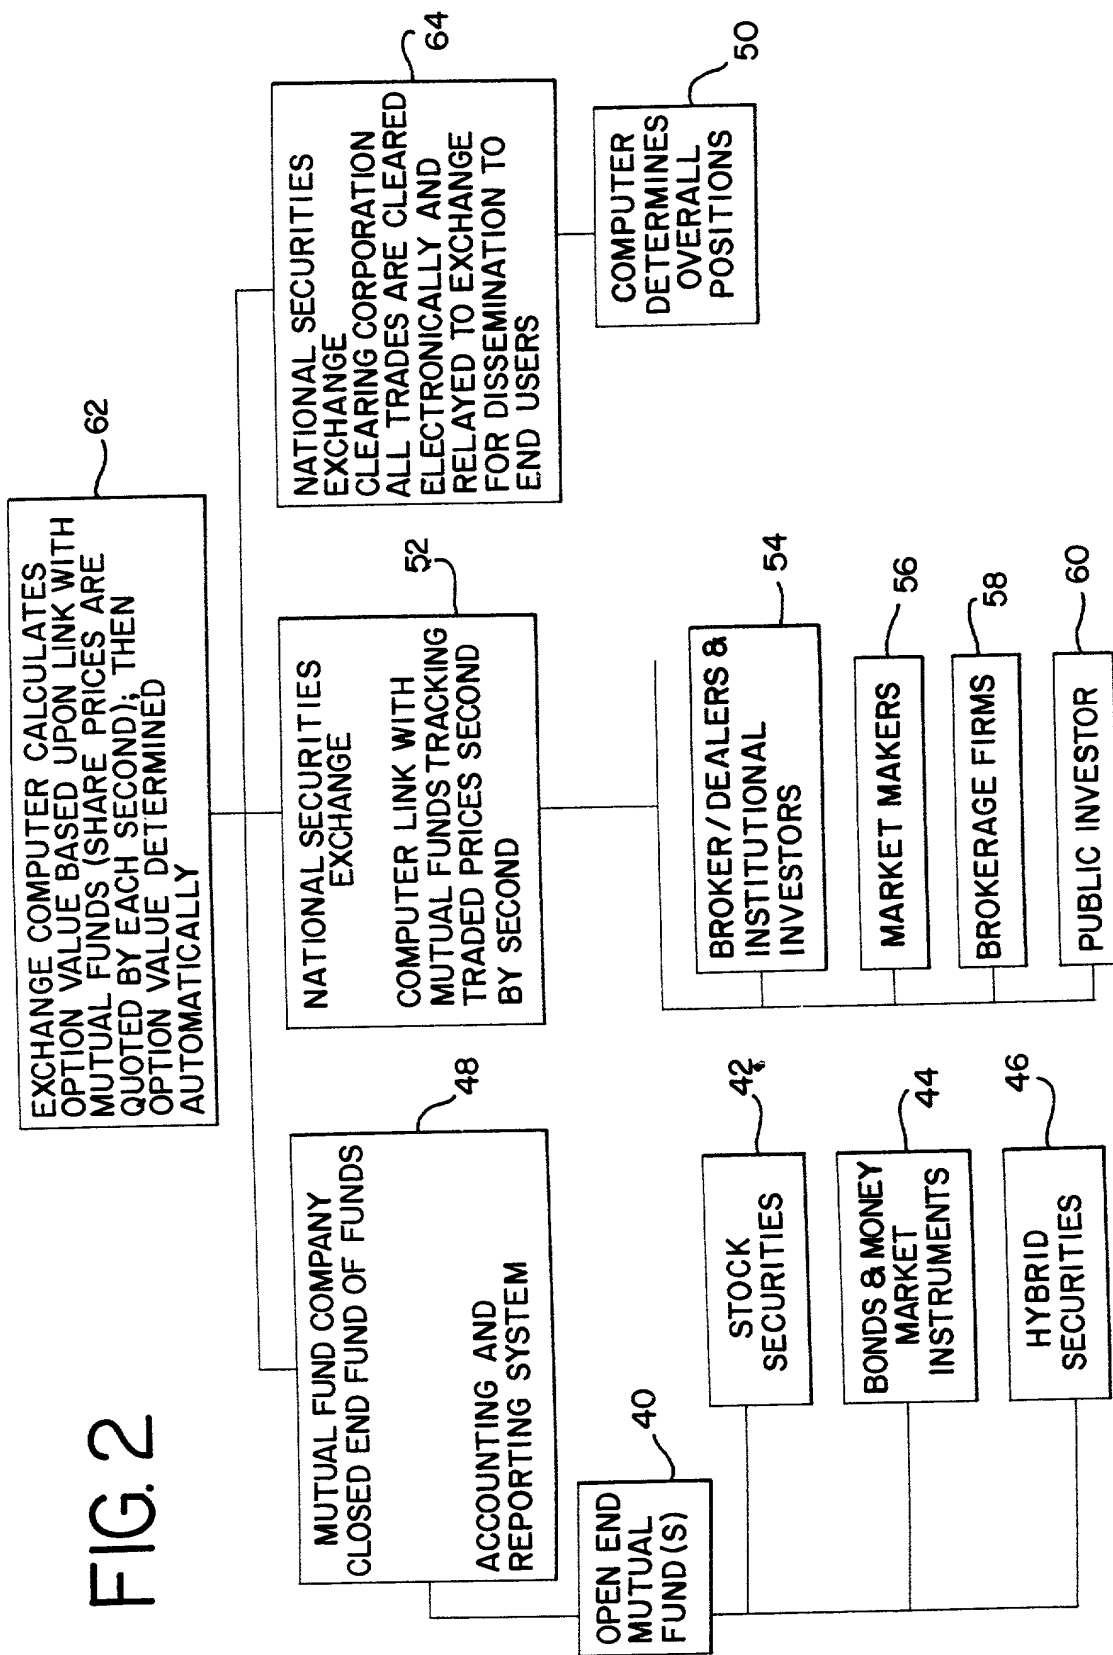 FIG. 2
EXCHANGE COMPUTER CALCULATES
OPTION VALUE BASED UPON LINK WITH
MUTUAL FUNDS (SHARE PRICES ARE
QUOTED BY EACH SECOND); THEN
OPTION VALUE DETERMINED
AUTOMATICALLY
62
MUTUAL FUND COMPANY
CLOSED END FUND OF FUNDS
ACCOUNTING AND
REPORTING SYSTEM
48
NATIONAL SECURITIES
EXCHANGE
COMPUTER LINK WITH
MUTUAL FUNDS TRACKING
TRADED PRICES SECOND
BY SECOND
52
NATIONAL SECURITIES
EXCHANGE
CLEARING CORPORATION
ALL TRADES ARE CLEARED
ELECTRONICALLY AND
RELAYED TO EXCHANGE
FOR DISSEMINATION TO
END USERS
64
OPEN END
MUTUAL
FUND(S)
40
STOCK
SECURITIES
42
BONDS & MONEY
MARKET
INSTRUMENTS
44
HYBRID
SECURITIES
46
BROKER/DEALERS &
INSTITUTIONAL
INVESTORS
54
MARKET MAKERS
56
BROKERAGE FIRMS
58
PUBLIC INVESTOR
60
COMPUTER
DETERMINES
OVERALL
POSITIONS
50